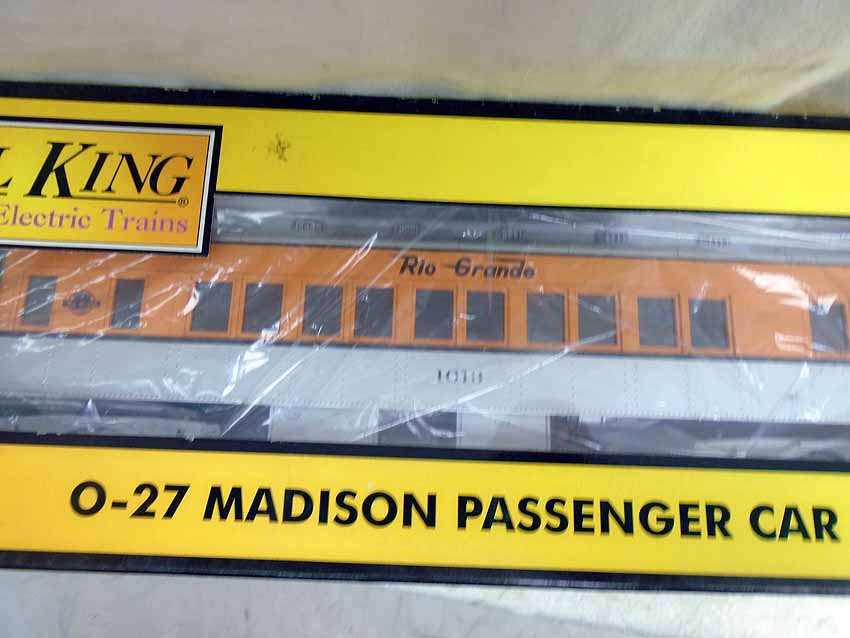 KING®
Electric Trains
Rio Grande
O-27 MADISON PASSENGER CAR